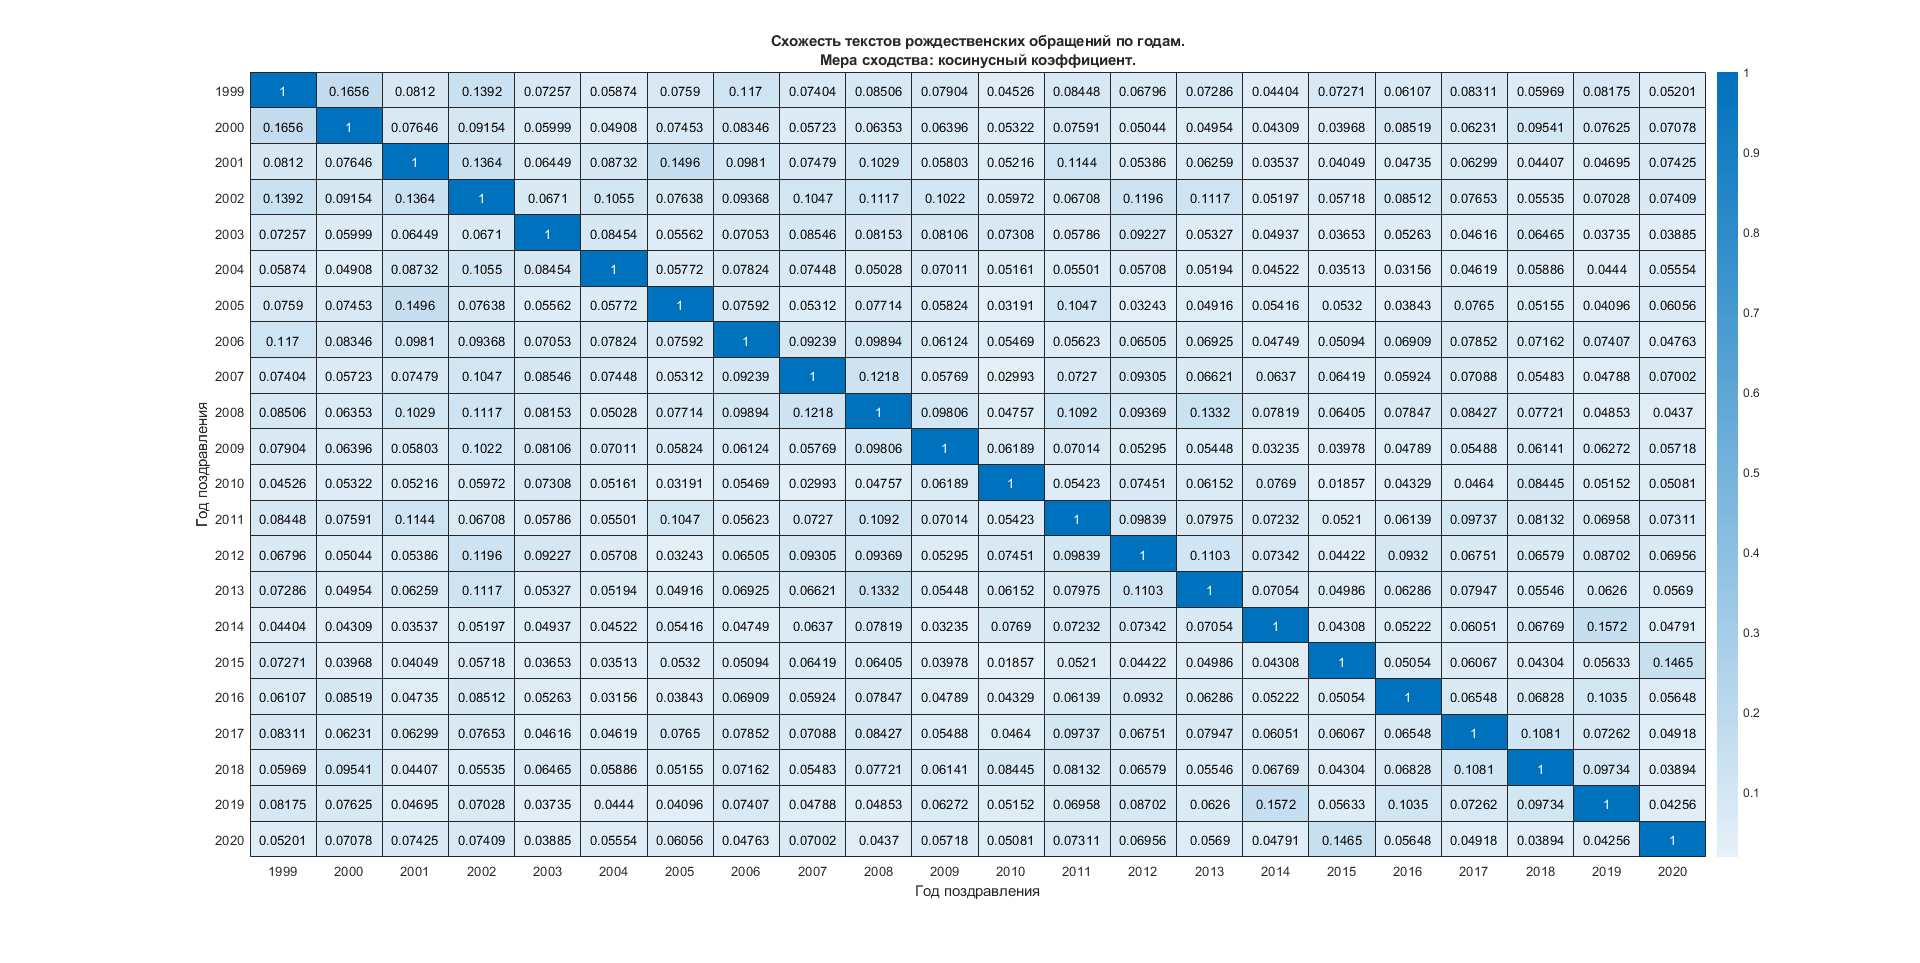 Схожесть текстов рождественских обращений по годам.
Мера сходства: косинусный коэффициент.
1999 1 0.1656 0.0812 0.1392 0.07257 0.05874 0.0759 0.117 0.07404 0.08506 0.07904 0.04526 0.08448 0.06796 0.07286 0.04404 0.07271 0.06107 0.08311 0.05969 0.08175 0.05201
2000 0.1656 1 0.07646 0.09154 0.05999 0.04908 0.07453 0.08346 0.05723 0.06353 0.06396 0.05322 0.07591 0.05044 0.04954 0.04309 0.03968 0.08519 0.06231 0.09541 0.07625 0.07078
2001 0.0812 0.07646 1 0.1364 0.06449 0.08732 0.1496 0.0981 0.07479 0.1029 0.05803 0.05216 0.1144 0.05386 0.06259 0.03537 0.04049 0.04735 0.06299 0.04407 0.04695 0.07425
2002 0.1392 0.09154 0.1364 1 0.0671 0.1055 0.07638 0.09368 0.1047 0.1117 0.1022 0.05972 0.06708 0.1196 0.1117 0.05197 0.05718 0.08512 0.07653 0.05535 0.07028 0.07409
2003 0.07257 0.05999 0.06449 0.0671 1 0.08454 0.05562 0.07053 0.08546 0.08153 0.08106 0.07308 0.05786 0.09227 0.05327 0.04937 0.03653 0.05263 0.04616 0.06465 0.03735 0.03885
2004 0.05874 0.04908 0.08732 0.1055 0.08454 1 0.05772 0.07824 0.07448 0.05028 0.07011 0.05161 0.05501 0.05708 0.05194 0.04522 0.03513 0.03156 0.04619 0.05886 0.0444 0.05554
2005 0.0759 0.07453 0.1496 0.07638 0.05562 0.05772 1 0.07592 0.05312 0.07714 0.05824 0.03191 0.1047 0.03243 0.04916 0.05416 0.0532 0.03843 0.0765 0.05155 0.04096 0.06056
2006 0.117 0.08346 0.0981 0.09368 0.07053 0.07824 0.07592 1 0.09239 0.09894 0.06124 0.05469 0.05623 0.06505 0.06925 0.04749 0.05094 0.06909 0.07852 0.07162 0.07407 0.04763
2007 0.07404 0.05723 0.07479 0.1047 0.08546 0.07448 0.05312 0.09239 1 0.1218 0.05769 0.02993 0.0727 0.09305 0.06621 0.0637 0.06419 0.05924 0.07088 0.05483 0.04788 0.07002
2008 0.08506 0.06353 0.1029 0.1117 0.08153 0.05028 0.07714 0.09894 0.1218 1 0.09806 0.04757 0.1092 0.09369 0.1332 0.07819 0.06405 0.07847 0.08427 0.07721 0.04853 0.0437
2009 0.07904 0.06396 0.05803 0.1022 0.08106 0.07011 0.05824 0.06124 0.05769 0.09806 1 0.06189 0.07014 0.05295 0.05448 0.03235 0.03978 0.04789 0.05488 0.06141 0.06272 0.05718
2010 0.04526 0.05322 0.05216 0.05972 0.07308 0.05161 0.03191 0.05469 0.02993 0.04757 0.06189 1 0.05423 0.07451 0.06152 0.0769 0.01857 0.04329 0.0464 0.08445 0.05152 0.05081
2011 0.08448 0.07591 0.1144 0.06708 0.05786 0.05501 0.1047 0.05623 0.0727 0.1092 0.07014 0.05423 1 0.09839 0.07975 0.07232 0.0521 0.06139 0.09737 0.08132 0.06958 0.07311
2012 0.06796 0.05044 0.05386 0.1196 0.09227 0.05708 0.03243 0.06505 0.09305 0.09369 0.05295 0.07451 0.09839 1 0.1103 0.07342 0.04422 0.0932 0.06751 0.06579 0.08702 0.06956
2013 0.07286 0.04954 0.06259 0.1117 0.05327 0.05194 0.04916 0.06925 0.06621 0.1332 0.05448 0.06152 0.07975 0.1103 1 0.07054 0.04986 0.06286 0.07947 0.05546 0.0626 0.0569
2014 0.04404 0.04309 0.03537 0.05197 0.04937 0.04522 0.05416 0.04749 0.0637 0.07819 0.03235 0.0769 0.07232 0.07342 0.07054 1 0.04308 0.05222 0.06051 0.06769 0.1572 0.04791
2015 0.07271 0.03968 0.04049 0.05718 0.03653 0.03513 0.0532 0.05094 0.06419 0.06405 0.03978 0.01857 0.0521 0.04422 0.04986 0.04308 1 0.05054 0.06067 0.04304 0.05633 0.1465
2016 0.06107 0.08519 0.04735 0.08512 0.05263 0.03156 0.03843 0.06909 0.05924 0.07847 0.04789 0.04329 0.06139 0.0932 0.06286 0.05222 0.05054 1 0.06548 0.06828 0.1035 0.05648
2017 0.08311 0.06231 0.06299 0.07653 0.04616 0.04619 0.0765 0.07852 0.07088 0.08427 0.05488 0.0464 0.09737 0.06751 0.07947 0.06051 0.06067 0.06548 1 0.1081 0.07262 0.04918
2018 0.05969 0.09541 0.04407 0.05535 0.06465 0.05886 0.05155 0.07162 0.05483 0.07721 0.06141 0.08445 0.08132 0.06579 0.05546 0.06769 0.04304 0.06828 0.1081 1 0.09734 0.03894
2019 0.08175 0.07625 0.04695 0.07028 0.03735 0.0444 0.04096 0.07407 0.04788 0.04853 0.06272 0.05152 0.06958 0.08702 0.0626 0.1572 0.05633 0.1035 0.07262 0.09734 1 0.04256
2020 0.05201 0.07078 0.07425 0.07409 0.03885 0.05554 0.06056 0.04763 0.07002 0.0437 0.05718 0.05081 0.07311 0.06956 0.0569 0.04791 0.1465 0.05648 0.04918 0.03894 0.04256 1
1999 2000 2001 2002 2003 2004 2005 2006 2007 2008 2009 2010 2011 2012 2013 2014 2015 2016 2017 2018 2019 2020
Год поздравления
Год поздравления
1
0.9
0.8
0.7
0.6
0.5
0.4
0.3
0.2
0.1